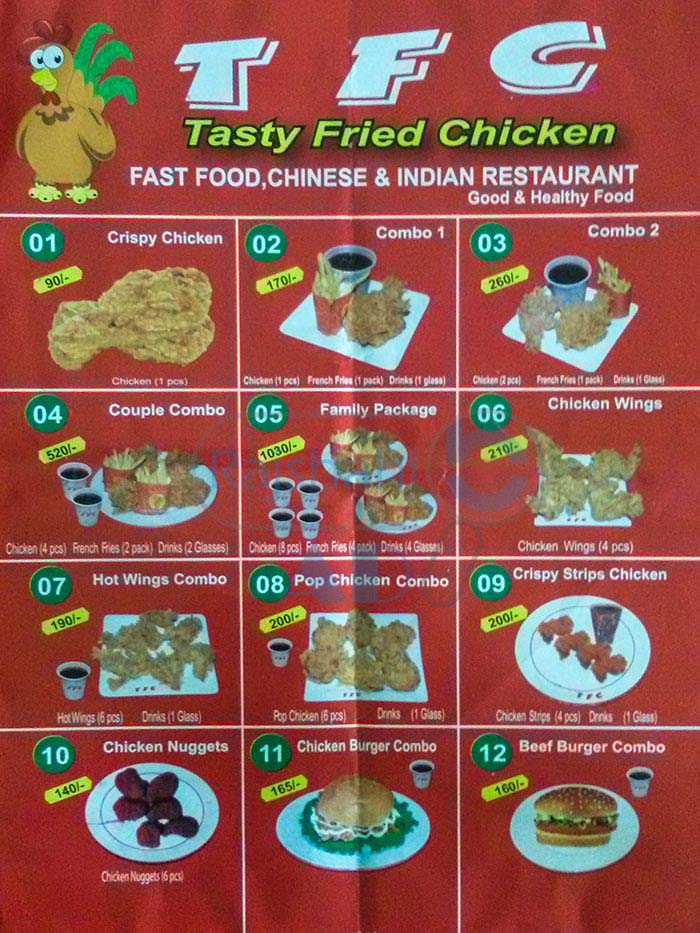 T F C
Tasty Fried Chicken
FAST FOOD,CHINESE & INDIAN RESTAURANT
Good & Healthy Food
01 Crispy Chicken
90/-
Chicken (1 pcs)
02 Combo 1
170/-
Chicken (1 pcs) French Fries (1 pack) Drinks (1 glass)
03 Combo 2
260/-
Chicken (2 pcs) French Fries (1 pack) Drinks (1 Glass)
04 Couple Combo
520/-
Chicken (4 pcs) French Fries (2 pack) Drinks (2 Glasses)
05 Family Package
1030/-
Chicken (8 pcs) French Fries (4 pack) Drinks (4 Glasses)
06 Chicken Wings
210/-
TFC
Chicken Wings (4 pcs)
07 Hot Wings Combo
190/-
TFC
Hot Wings (6 pcs) Drinks (1 Glass)
08 Pop Chicken Combo
200/-
TFC
Pop Chicken (6 pcs) Drinks (1 Glass)
09 Crispy Strips Chicken
200/-
TFC
Chicken Strips (4 pcs) Drinks (1 Glass)
10 Chicken Nuggets
140/-
Chicken Nuggets (6 pcs)
11 Chicken Burger Combo
165/-
12 Beef Burger Combo
160/-